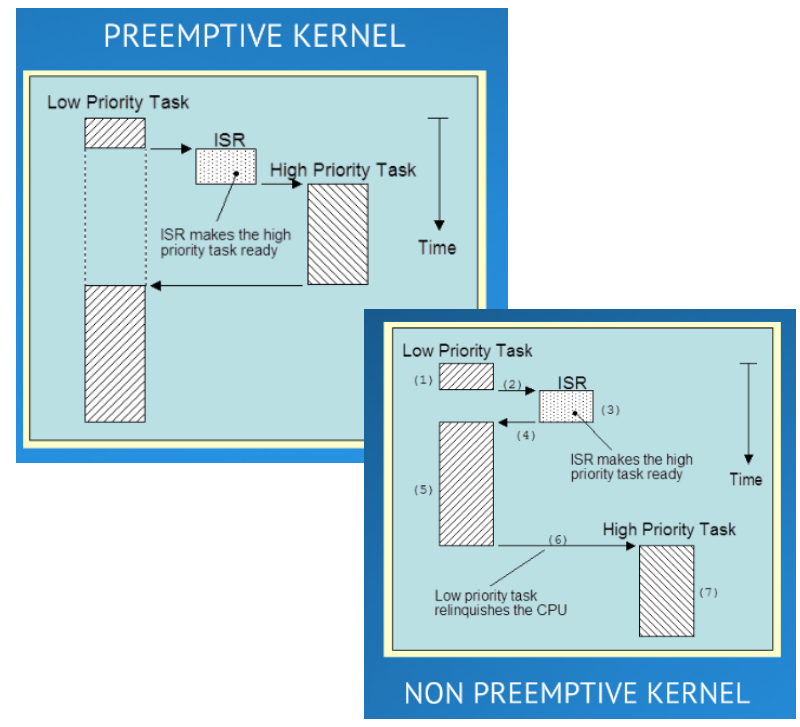 PREEMPTIVE KERNEL
Low Priority Task
ISR
High Priority Task
ISR makes the high
priority task ready
Time
Low Priority Task
(1)
(2)
ISR
(3)
(4)
ISR makes the high
priority task ready
Time
(5)
High Priority Task
(6)
Low priority task
relinquishes the CPU
(7)
NON PREEMPTIVE KERNEL